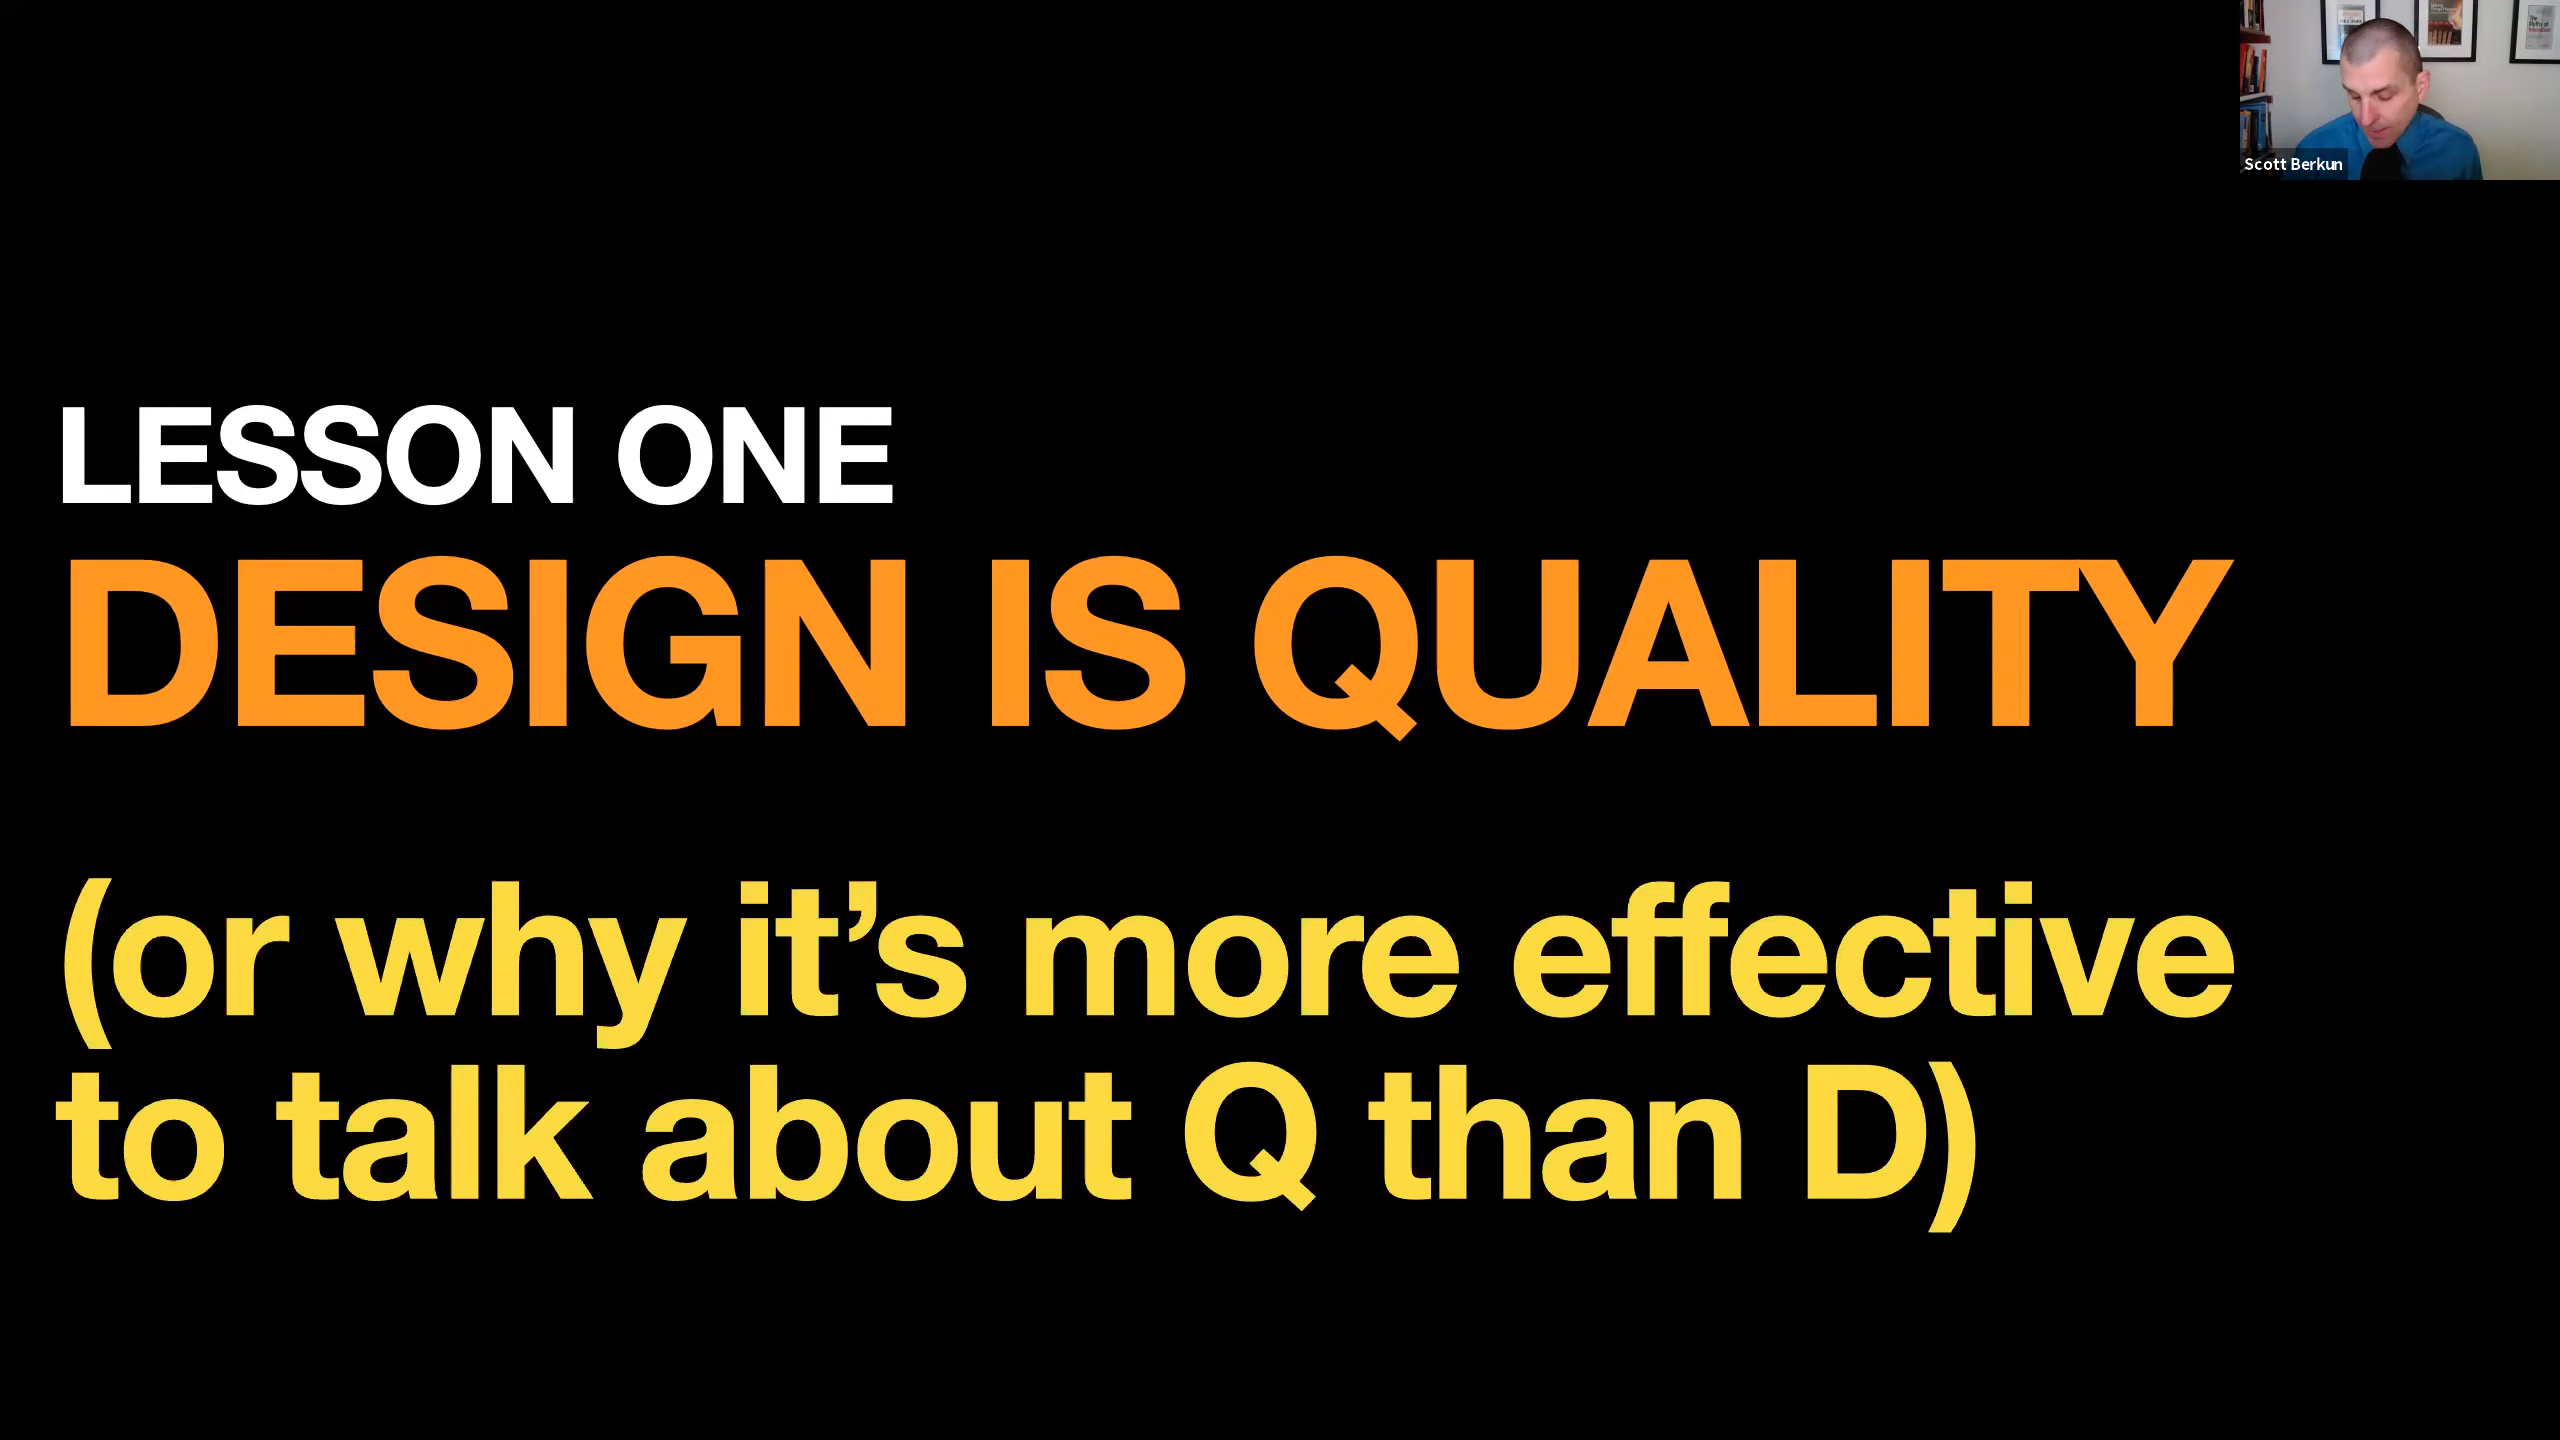 Scott Berkun
LESSON ONE
DESIGN IS QUALITY
(or why it’s more effective
to talk about Q than D)